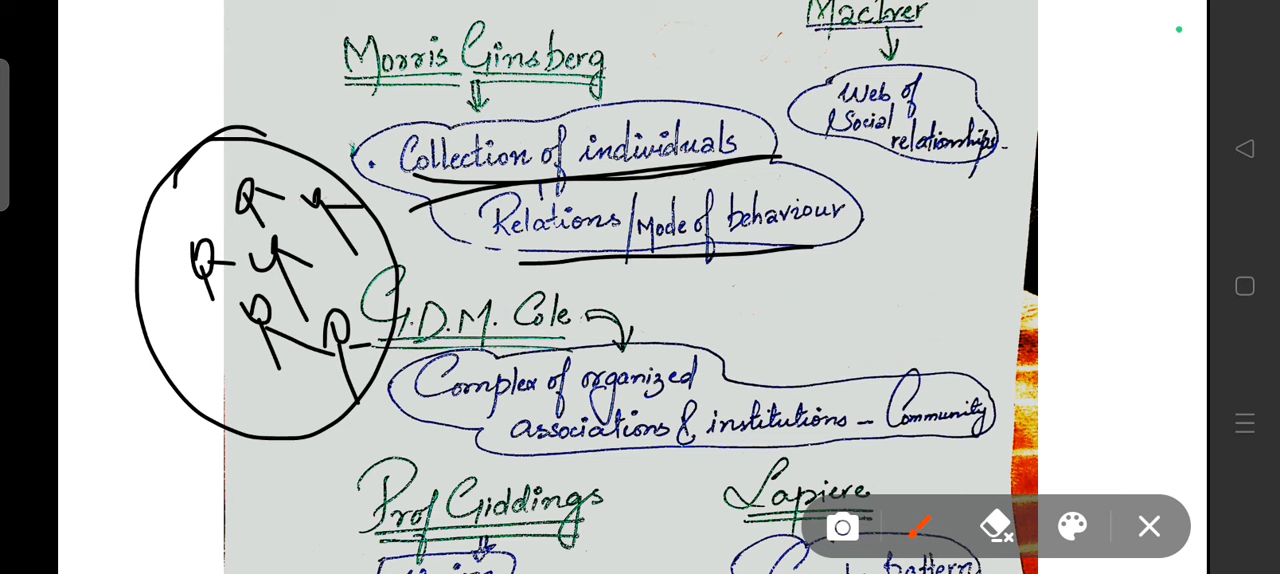 MacIver
Morris Ginsberg
Web of
Social
relationships.
Collection of individuals
Relations/Mode of behaviour
G.D.M. Cole
Complex of organized
associations & institutions - Community
Prof Giddings
Lapiere
pattern